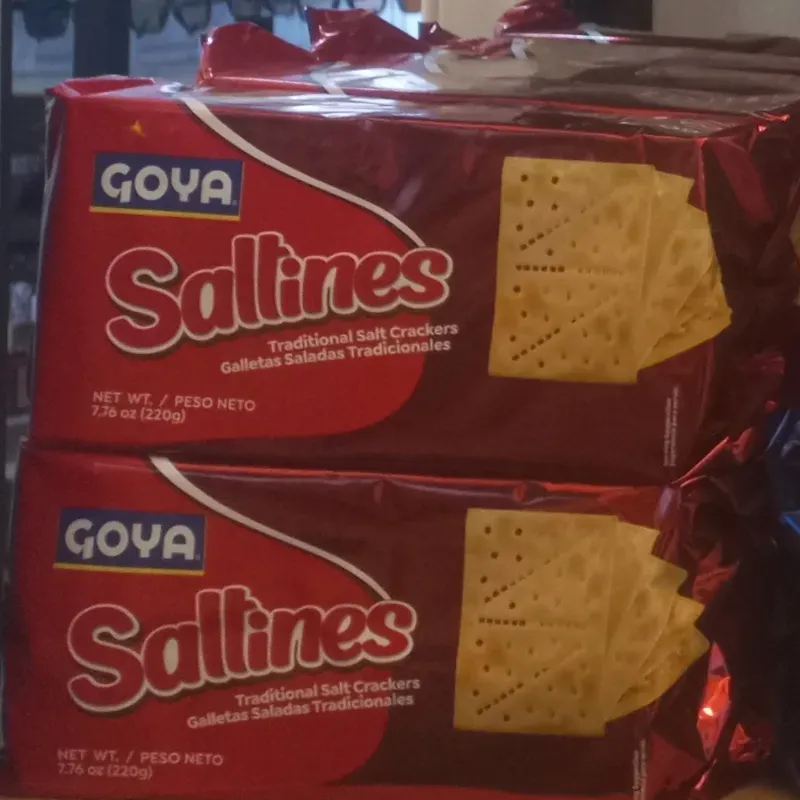 GOYA
Saltines
Traditional Salt Crackers
Galletas Saladas Tradicionales
NET WT. / PESO NETO
7.76 oz (220g)
GOYA
Saltines
Traditional Salt Crackers
Galletas Saladas Tradicionales
NET WT. / PESO NETO
7.76 oz (220g)